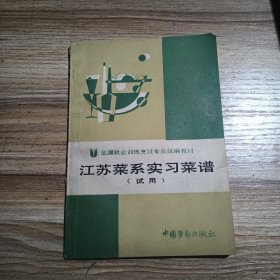 全国就业训练烹饪专业统编教材
江苏菜系实习菜谱
（试用）
中国劳动出版社